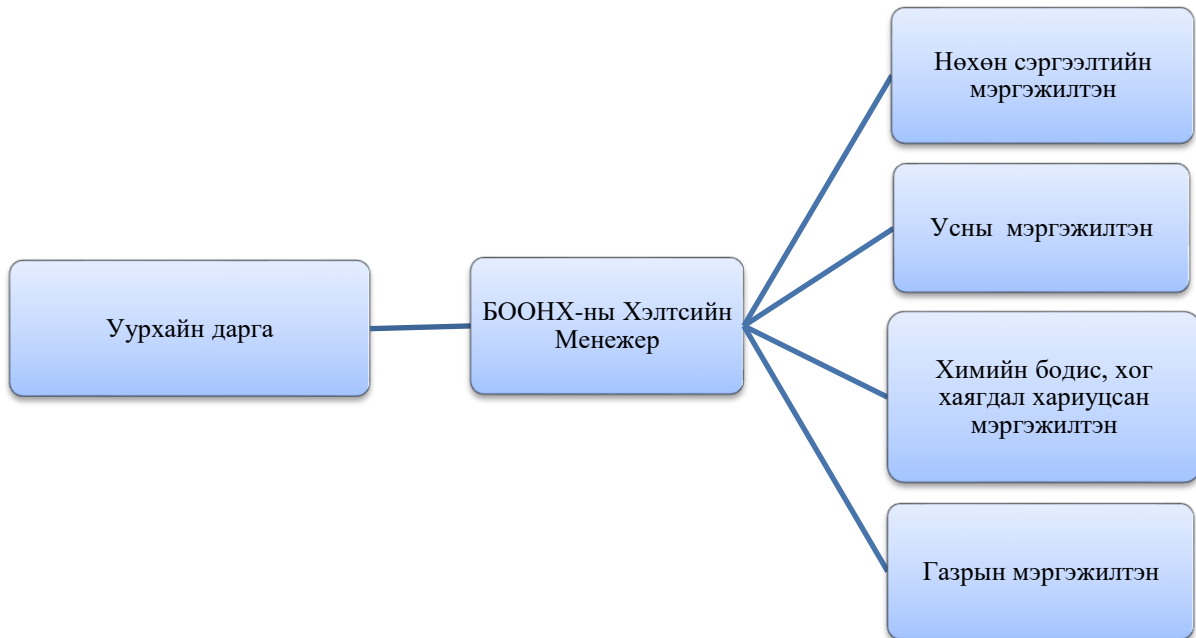 Уурхайн дарга
БООНХ-ны Хэлтсийн
Менежер
Нөхөн сэргээлтийн
мэргэжилтэн
Усны мэргэжилтэн
Химийн бодис, хог
хаягдал хариуцсан
мэргэжилтэн
Газрын мэргэжилтэн